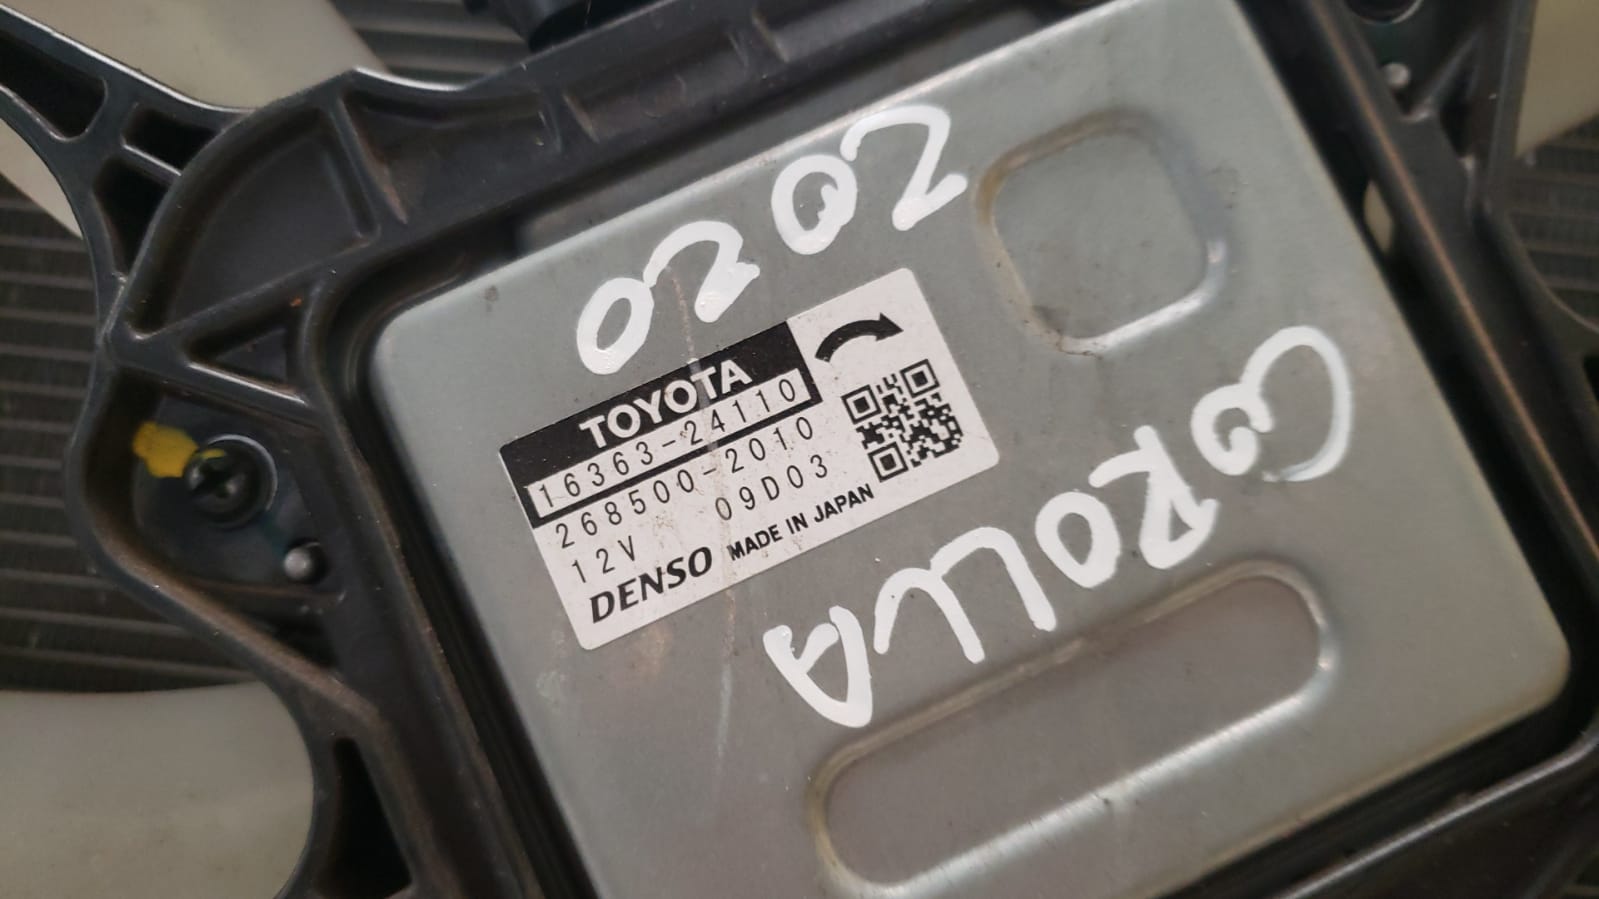 2020
COROLLA
TOYOTA
16363-24110
268500-2010
12V 09D03
DENSO MADE IN JAPAN